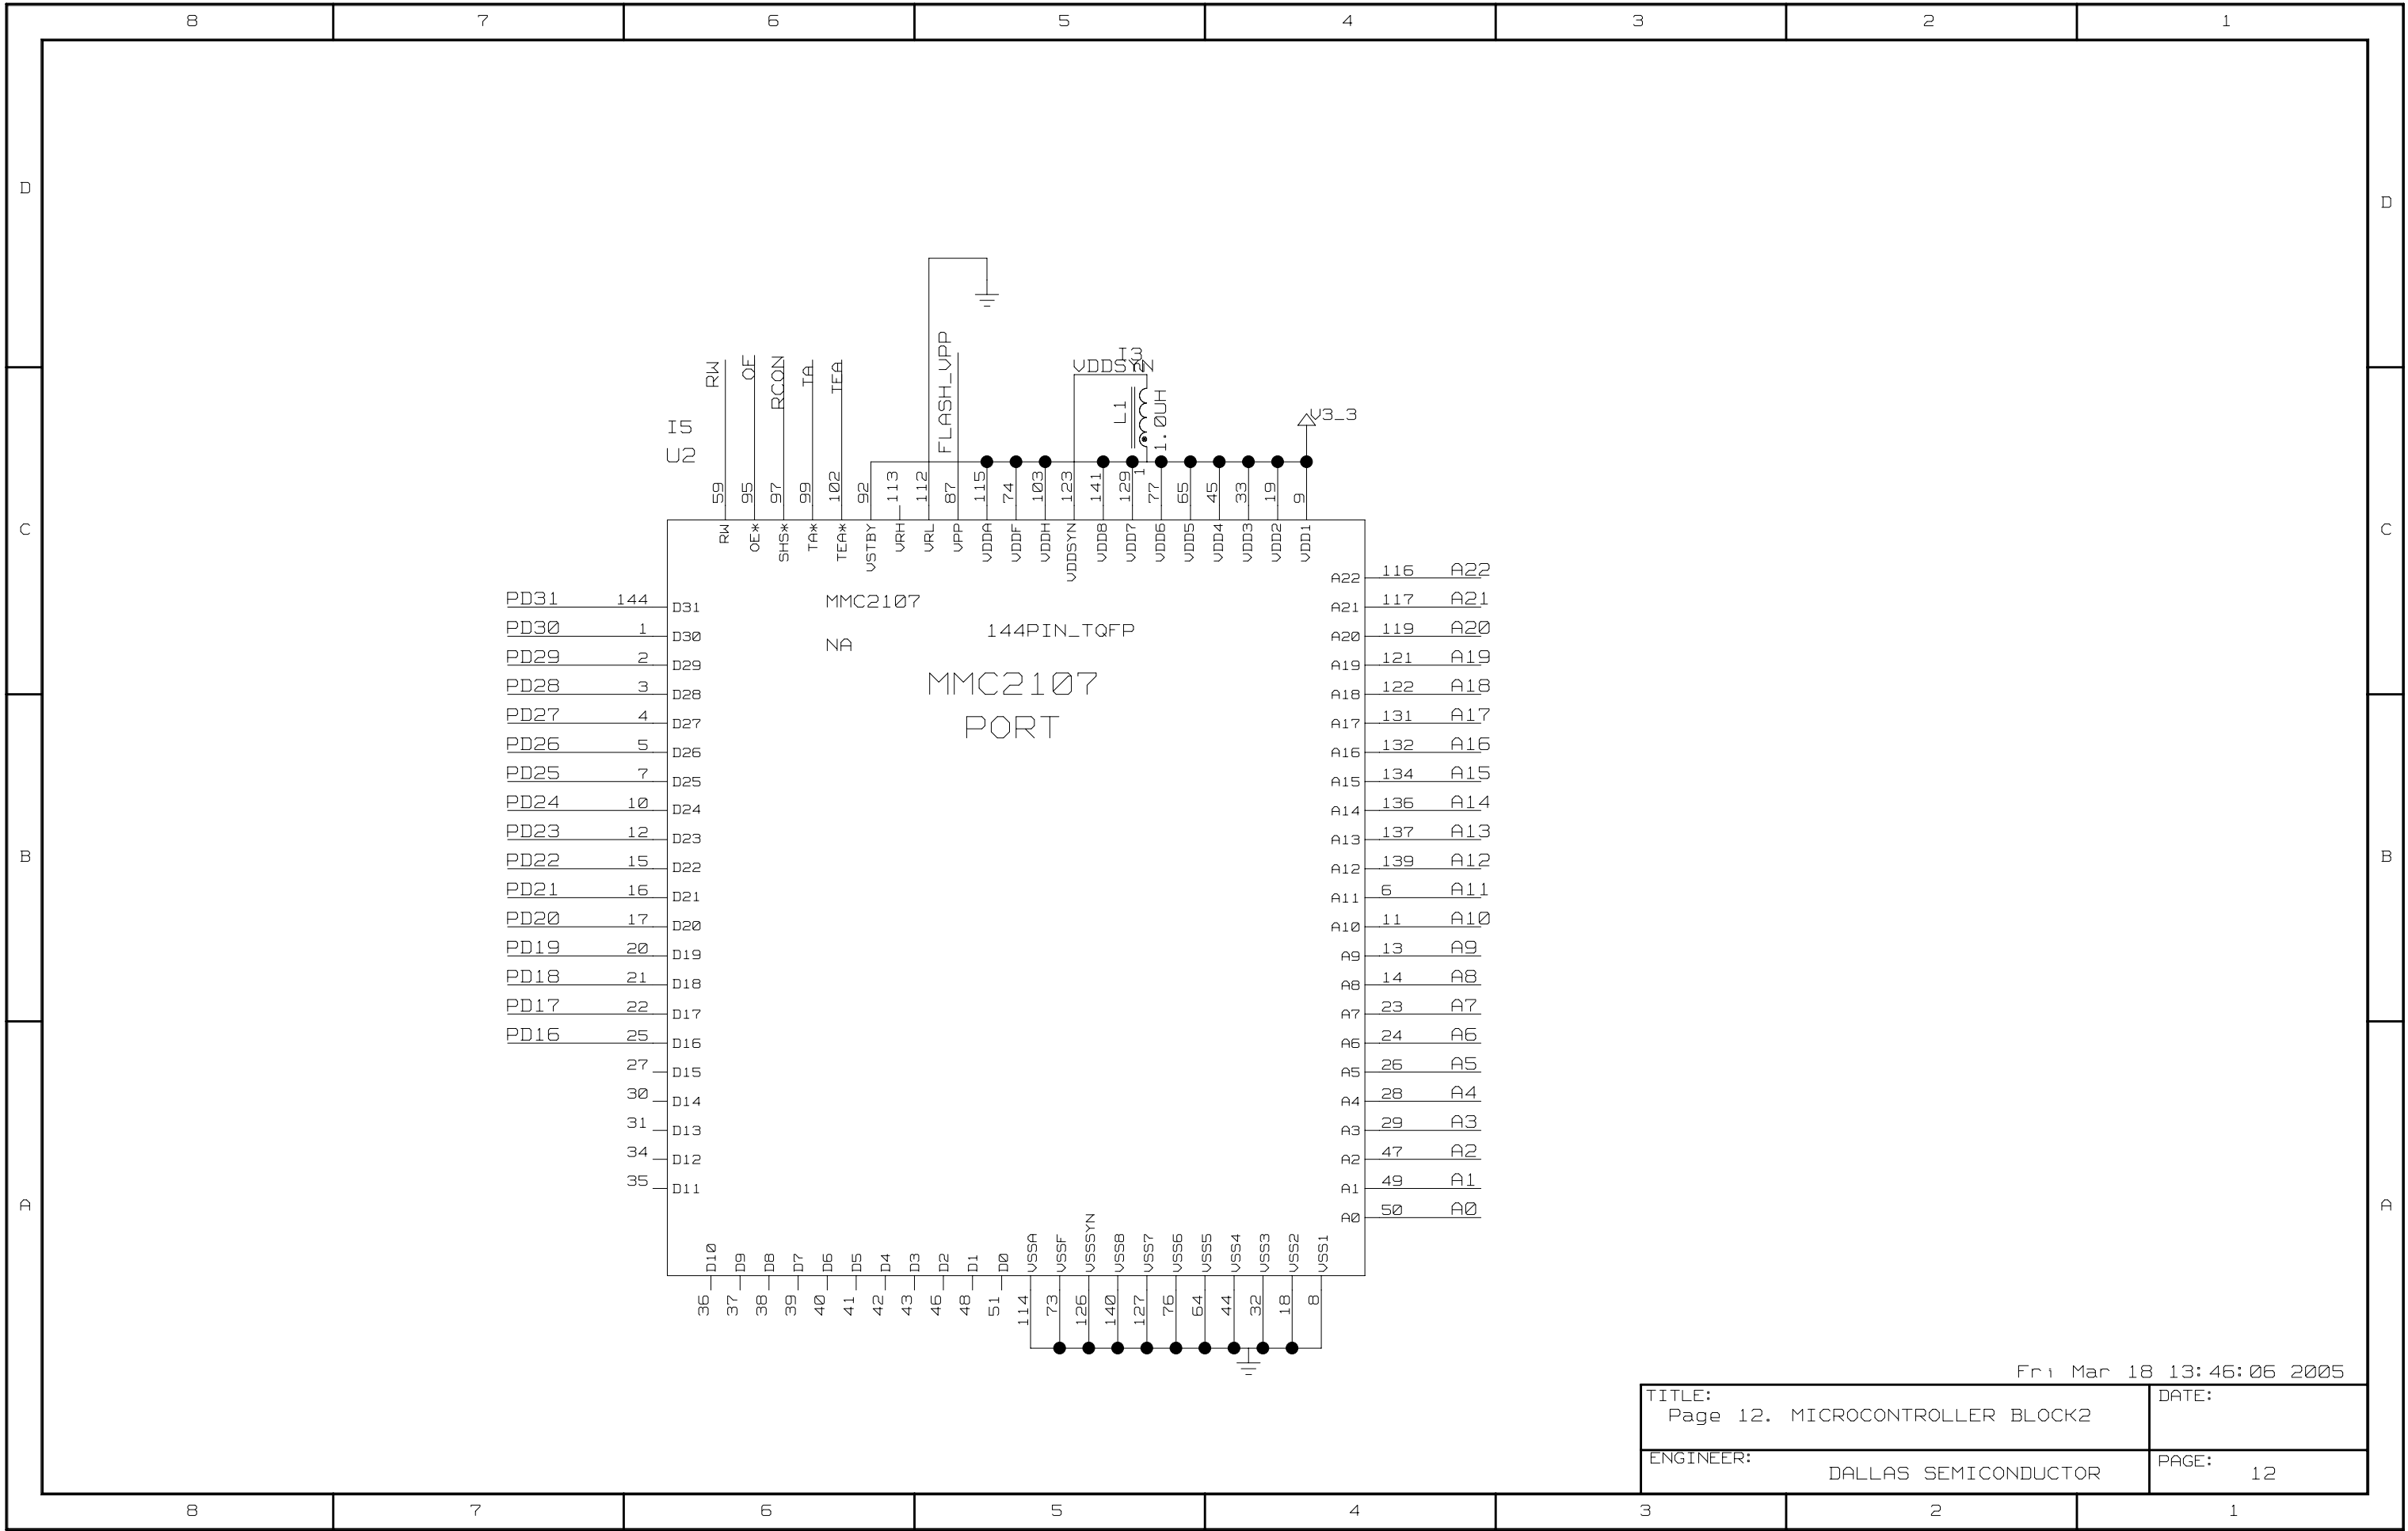 8 7 6 5 4 3 2 1
D D
C C
B B
A A
RW
OE
RCON
TA
TEA
FLASH_VPP
I3
VDDSYN
2
L1
1.0UH
1
V3_3
I5
U2
59 95 97 99 102 92 113 112 87 115 74 103 123 141 129 77 65 45 33 19 9
RW OE* SHS* TA* TEA* VSTBY VRH VRL VPP VDDA VDDF VDDH VDDSYN VDD8 VDD7 VDD6 VDD5 VDD4 VDD3 VDD2 VDD1
MMC2107
144PIN_TQFP
NA
MMC2107
PORT
PD31 144 D31
PD30 1 D30
PD29 2 D29
PD28 3 D28
PD27 4 D27
PD26 5 D26
PD25 7 D25
PD24 10 D24
PD23 12 D23
PD22 15 D22
PD21 16 D21
PD20 17 D20
PD19 20 D19
PD18 21 D18
PD17 22 D17
PD16 25 D16
27 D15
30 D14
31 D13
34 D12
35 D11
A22 116 A22
A21 117 A21
A20 119 A20
A19 121 A19
A18 122 A18
A17 131 A17
A16 132 A16
A15 134 A15
A14 136 A14
A13 137 A13
A12 139 A12
A11 6 A11
A10 11 A10
A9 13 A9
A8 14 A8
A7 23 A7
A6 24 A6
A5 26 A5
A4 28 A4
A3 29 A3
A2 47 A2
A1 49 A1
A0 50 A0
D10 D9 D8 D7 D6 D5 D4 D3 D2 D1 D0 VSSA VSSF VSSSYN VSS8 VSS7 VSS6 VSS5 VSS4 VSS3 VSS2 VSS1
36 37 38 39 40 41 42 43 46 48 51 114 73 126 140 127 76 64 44 32 18 8
Fri Mar 18 13:46:06 2005
TITLE:
Page 12. MICROCONTROLLER BLOCK2
DATE:
ENGINEER:
DALLAS SEMICONDUCTOR
PAGE:
12
8 7 6 5 4 3 2 1